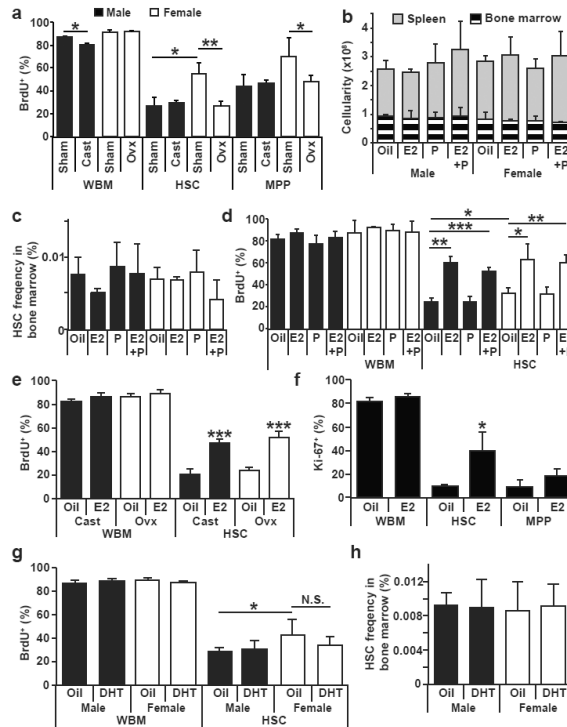 a
Male
Female
BrdU⁺ (%)
100
80
60
40
20
0
*
*
**
*
Sham
Cast
Sham
Ovx
Sham
Cast
Sham
Ovx
Sham
Cast
Sham
Ovx
WBM
HSC
MPP
b
Spleen
Bone marrow
Cellularity (x10⁸)
4
3
2
1
0
Oil
E2
P
E2
+P
Oil
E2
P
E2
+P
Male
Female
c
HSC freqency in
bone marrow (%)
0.01
0
Oil
E2
P
E2
+P
Oil
E2
P
E2
+P
d
BrdU⁺ (%)
100
80
60
40
20
0
*
***
**
**
*
Oil
E2
P
E2
+P
Oil
E2
P
E2
+P
Oil
E2
P
E2
+P
Oil
E2
P
E2
+P
WBM
HSC
e
BrdU⁺ (%)
100
80
60
40
20
0
***
***
Oil
E2
Oil
E2
Oil
E2
Oil
E2
Cast
Ovx
Cast
Ovx
WBM
HSC
f
Ki-67⁺ (%)
100
80
60
40
20
0
*
Oil
E2
Oil
E2
Oil
E2
WBM
HSC
MPP
g
BrdU⁺ (%)
100
80
60
40
20
0
*
N.S.
Oil
DHT
Oil
DHT
Oil
DHT
Oil
DHT
Male
Female
Male
Female
WBM
HSC
h
HSC freqency in
bone marrow (%)
0.012
0.008
0.004
0
Oil
DHT
Oil
DHT
Male
Female